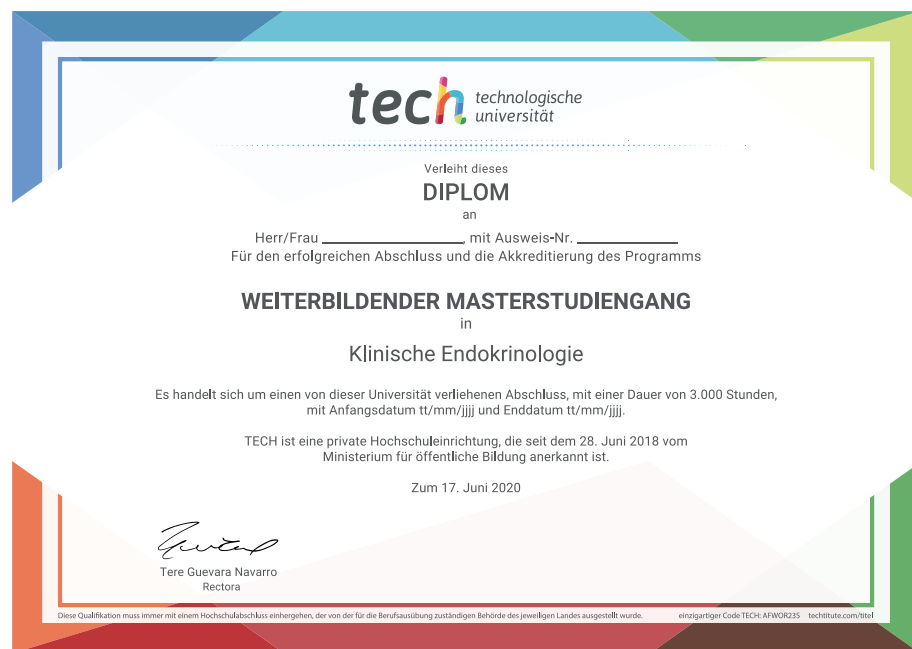 tech technologische
universität
Verleiht dieses
DIPLOM
an
Herr/Frau ____________________, mit Ausweis-Nr. ______________
Für den erfolgreichen Abschluss und die Akkreditierung des Programms
WEITERBILDENDER MASTERSTUDIENGANG
in
Klinische Endokrinologie
Es handelt sich um einen von dieser Universität verliehenen Abschluss, mit einer Dauer von 3.000 Stunden,
mit Anfangsdatum tt/mm/jjjj und Enddatum tt/mm/jjjj.
TECH ist eine private Hochschuleinrichtung, die seit dem 28. Juni 2018 vom
Ministerium für öffentliche Bildung anerkannt ist.
Zum 17. Juni 2020
Tere Guevara Navarro
Rectora
Diese Qualifikation muss immer mit einem Hochschulabschluss einhergehen, der von der für die Berufsausübung zuständigen Behörde des jeweiligen Landes ausgestellt wurde. einzigartiger Code TECH: AFWOR23S techtitute.com/titel